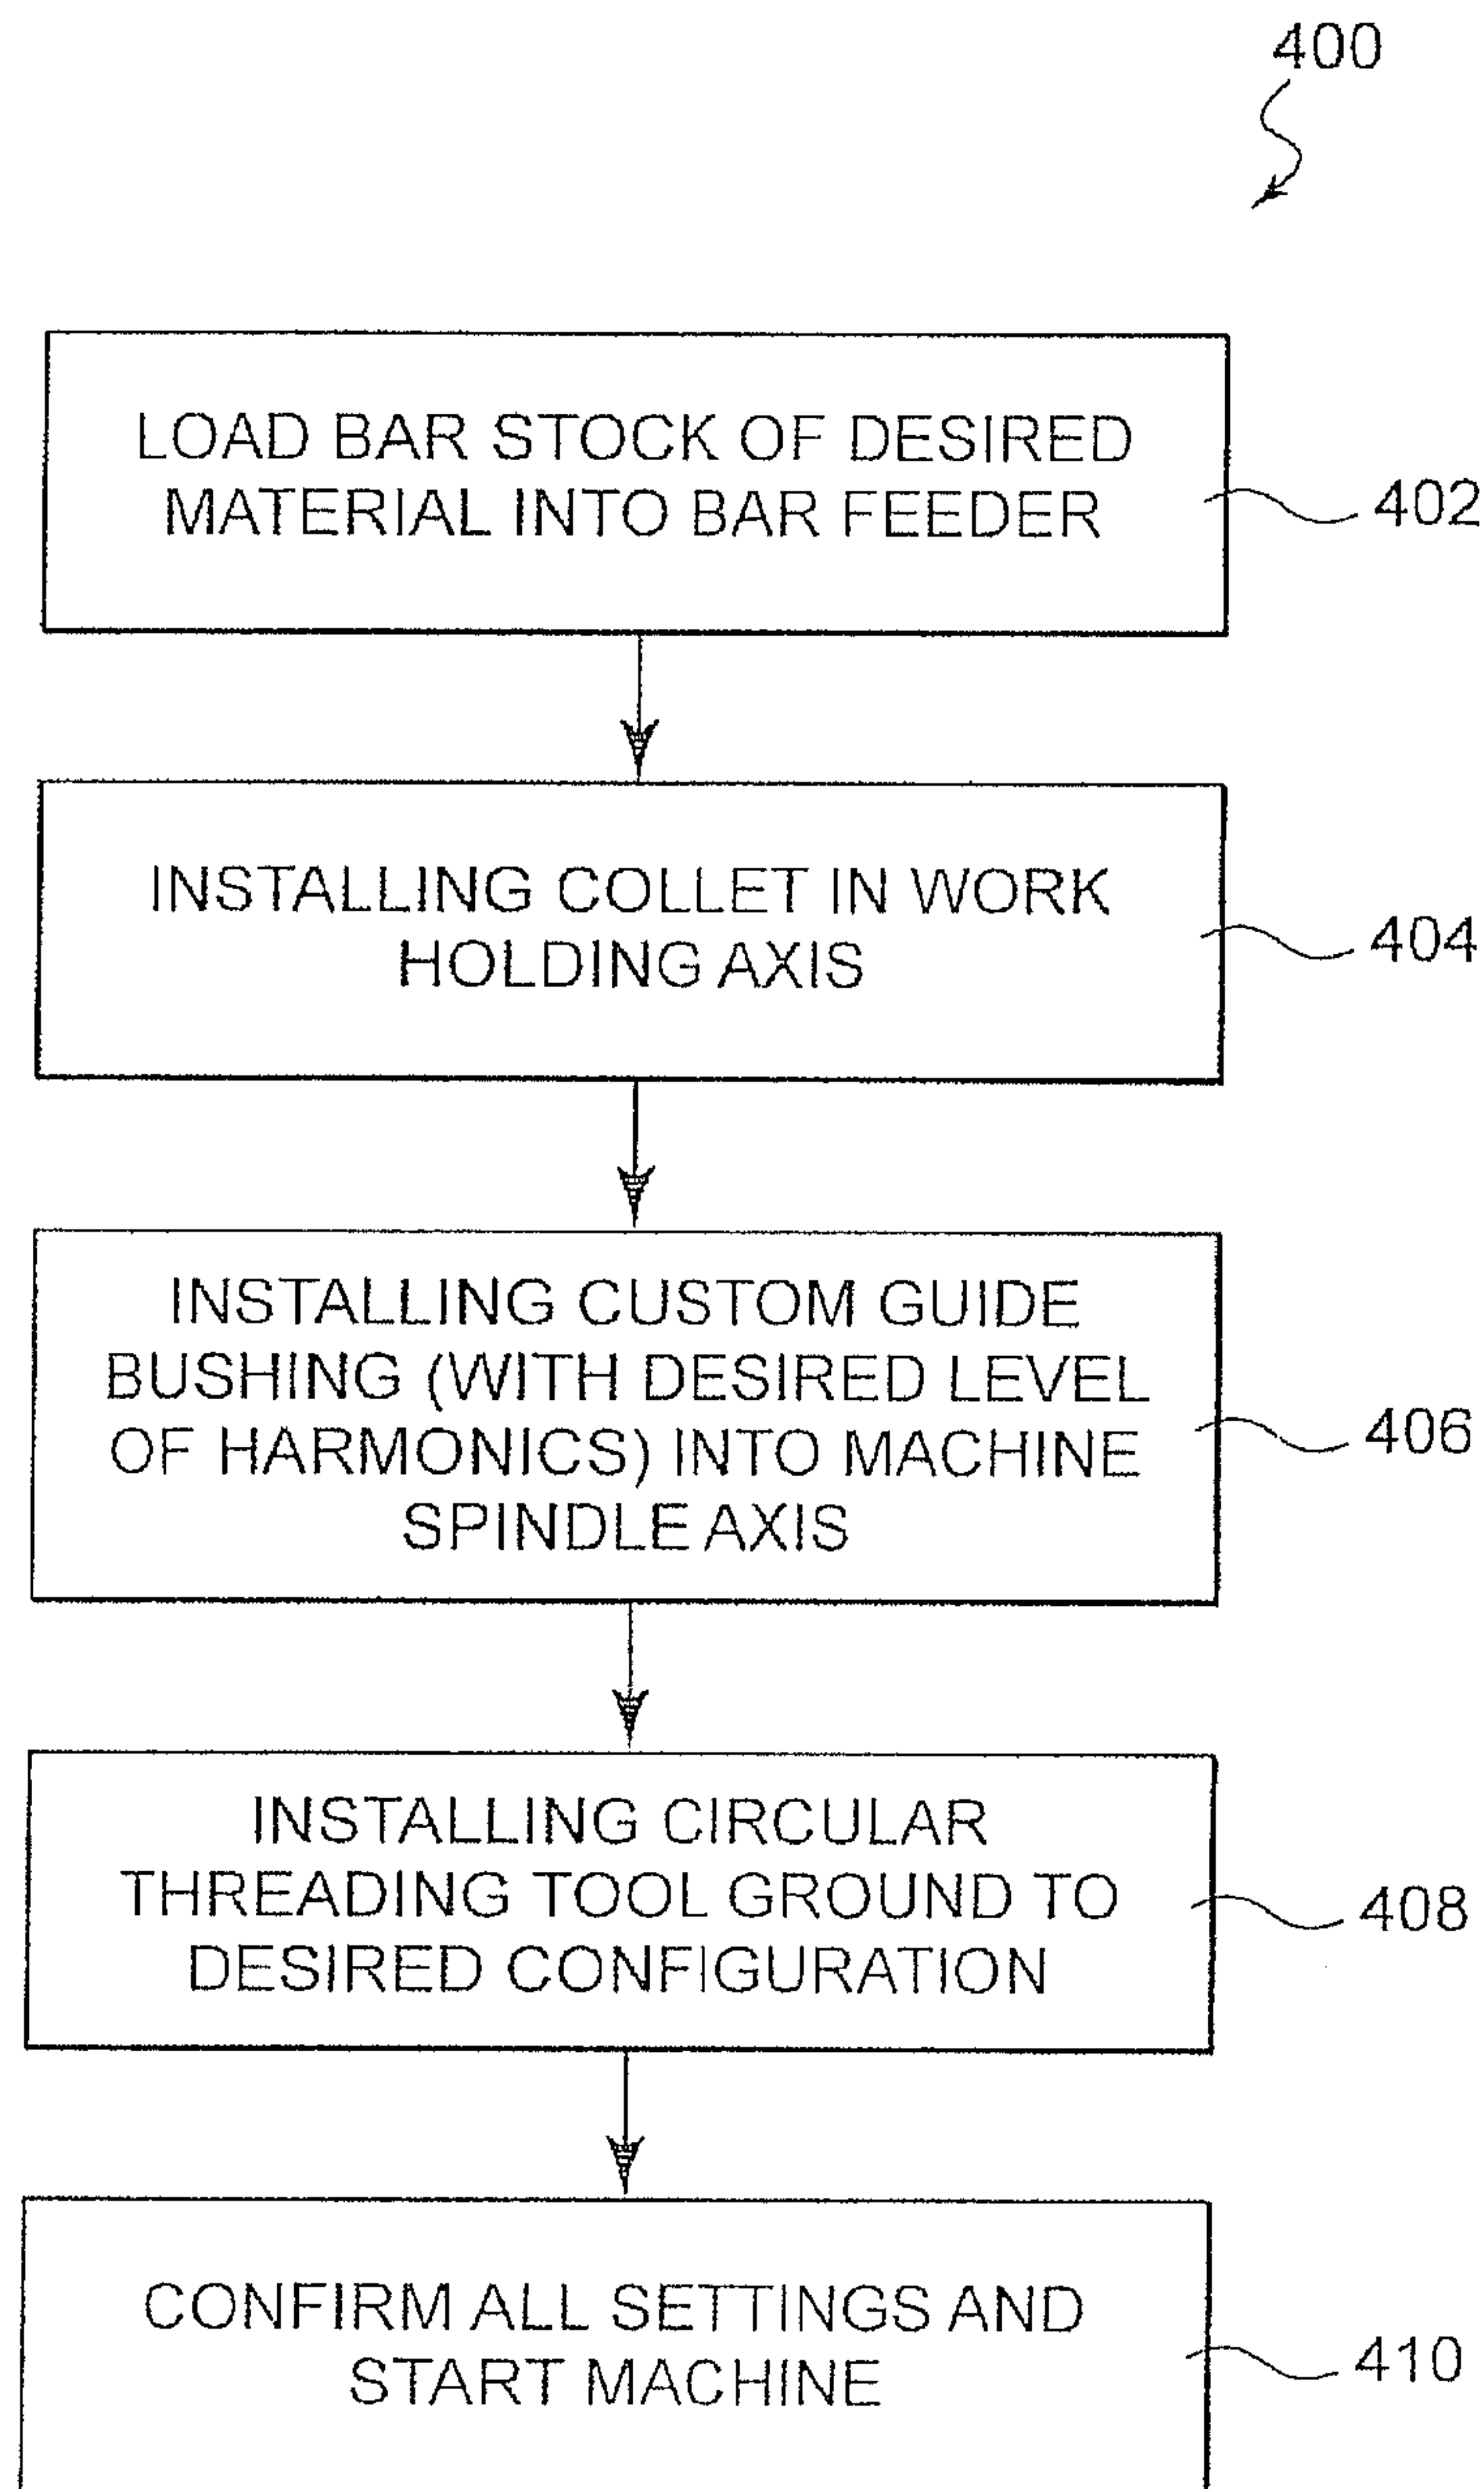 400
LOAD BAR STOCK OF DESIRED
MATERIAL INTO BAR FEEDER
402
INSTALLING COLLET IN WORK
HOLDING AXIS
404
INSTALLING CUSTOM GUIDE
BUSHING (WITH DESIRED LEVEL
OF HARMONICS) INTO MACHINE
SPINDLE AXIS
406
INSTALLING CIRCULAR
THREADING TOOL GROUND TO
DESIRED CONFIGURATION
408
CONFIRM ALL SETTINGS AND
START MACHINE
410